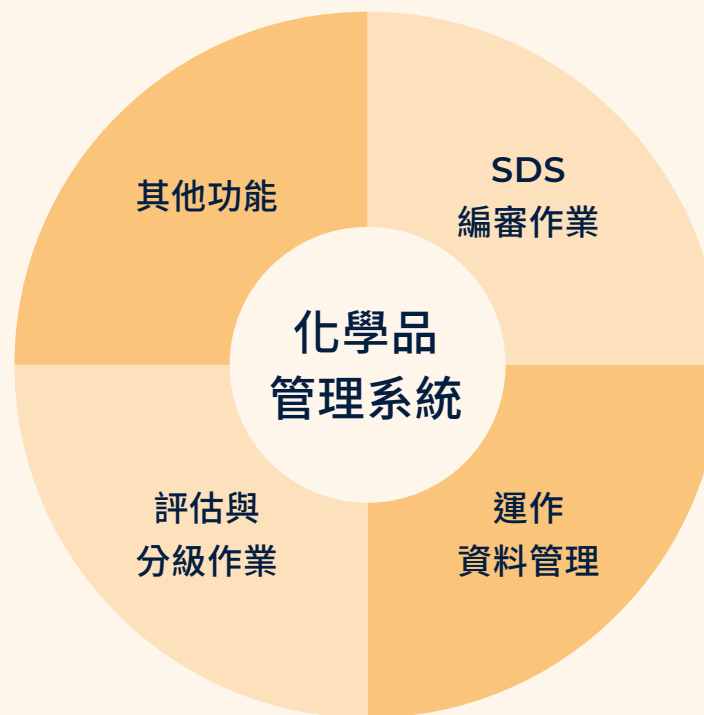 其他功能
SDS
編審作業
化學品
管理系統
評估與
分級作業
運作
資料管理